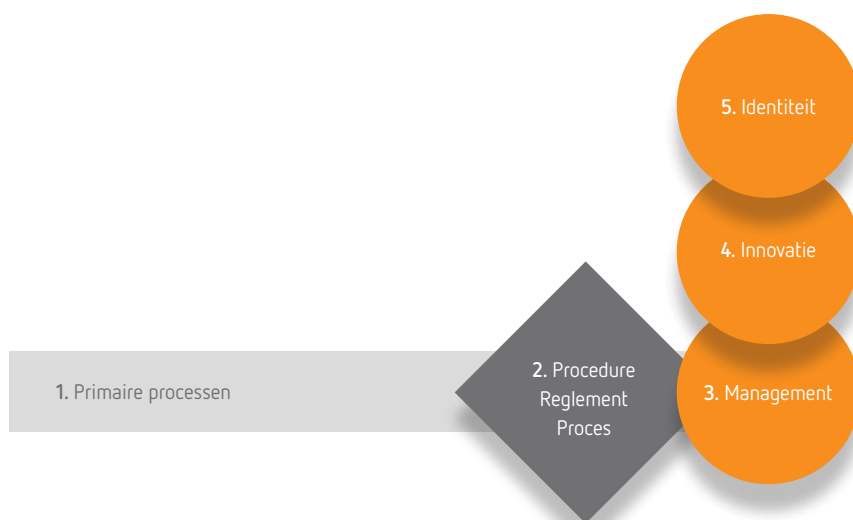 5. Identiteit
4. Innovatie
1. Primaire processen
2. Procedure
Reglement
Proces
3. Management